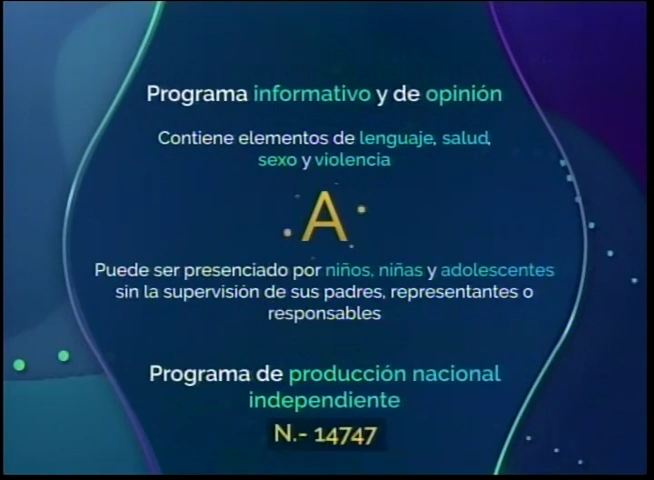 Programa informativo y de opinión
Contiene elementos de lenguaje, salud,
sexo y violencia
A
Puede ser presenciado por niños, niñas y adolescentes
sin la supervisión de sus padres, representantes o
responsables
Programa de producción nacional
independiente
N.- 14747